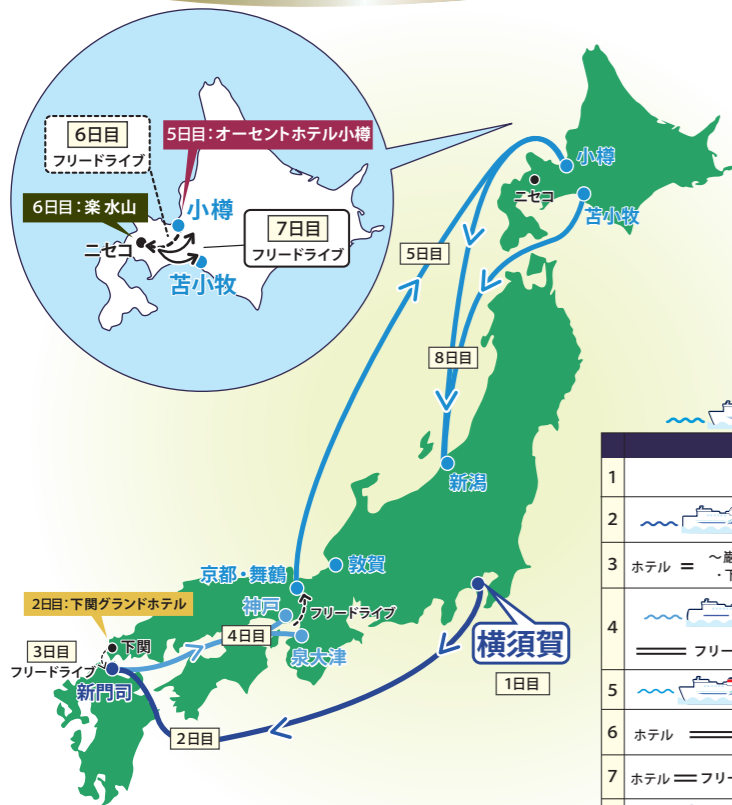 6日目
フリードライブ
5日目：オーセントホテル小樽
6日目：楽 水山
小樽
ニセコ
7日目
フリードライブ
苫小牧
小樽
ニセコ
苫小牧
5日目
8日目
新潟
敦賀
京都・舞鶴
神戸
フリードライブ
泉大津
4日目
2日目：下関グランドホテル
下関
3日目
フリードライブ
新門司
2日目
横須賀
1日目
1
2
3 ホテル =
・下
4
フリー
5
6 ホテル
7 ホテル = フリー